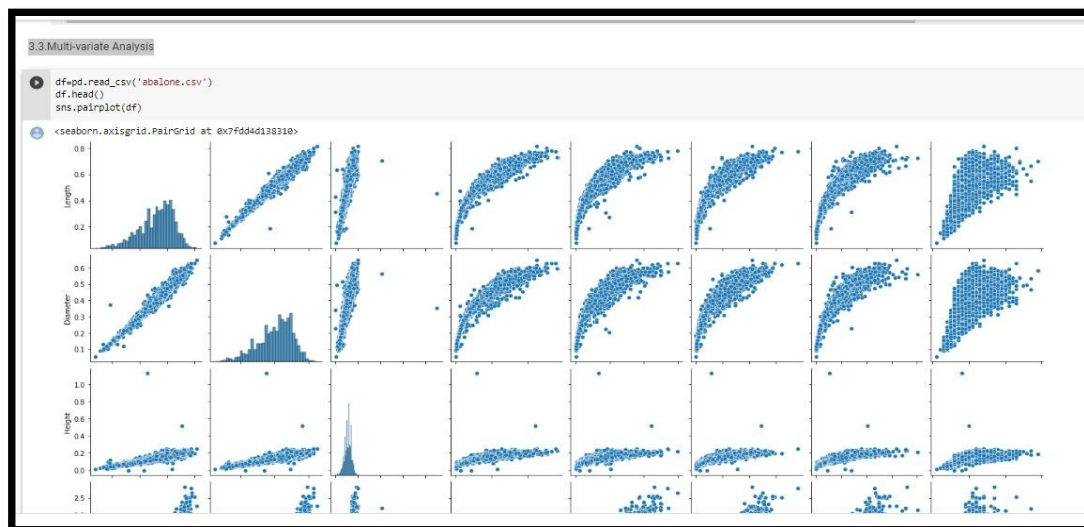 3.3.Multi-variate Analysis
df=pd.read_csv('abalone.csv')
df.head()
sns.pairplot(df)
<seaborn.axisgrid.PairGrid at 0x7fdd4d138310>
0.8
0.6
0.4
0.2
Length
0.6
0.5
0.4
0.3
0.2
0.1
Diameter
1.0
0.8
0.6
0.4
0.2
0.0
Height
2.5